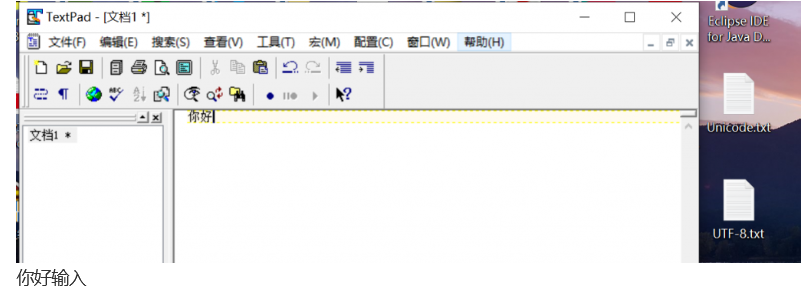 TextPad - [文档1 *]
文件(F) 编辑(E) 搜索(S) 查看(V) 工具(T) 宏(M) 配置(C) 窗口(W) 帮助(H)
文档1 *
你好
Eclipse IDE
for Java D...
Unicode.txt
UTF-8.txt
你好输入